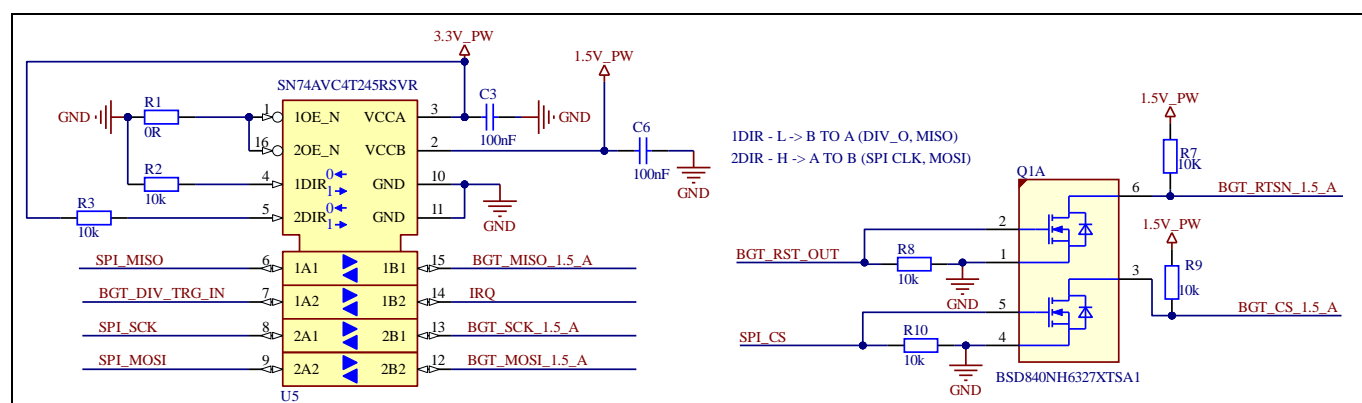 3.3V_PW
1.5V_PW
SN74AVC4T245RSVR
GND
R1
0R
1
1OE_N
VCCA
3
C3
100nF
GND
16
2OE_N
VCCB
2
C6
100nF
GND
R2
10k
4
1DIR
0
1
GND
10
GND
R3
10k
5
2DIR
0
1
GND
11
SPI_MISO
6
1A1
1B1
15
BGT_MISO_1.5_A
BGT_DIV_TRG_IN
7
1A2
1B2
14
IRQ
SPI_SCK
8
2A1
2B1
13
BGT_SCK_1.5_A
SPI_MOSI
9
2A2
2B2
12
BGT_MOSI_1.5_A
U5
1DIR - L -> B TO A (DIV_O, MISO)
2DIR - H -> A TO B (SPI CLK, MOSI)
1.5V_PW
R7
10K
Q1A
6
BGT_RTSN_1.5_A
2
BGT_RST_OUT
R8
10k
1
GND
1.5V_PW
R9
10k
3
BGT_CS_1.5_A
5
SPI_CS
R10
10k
4
GND
BSD840NH6327XTSA1